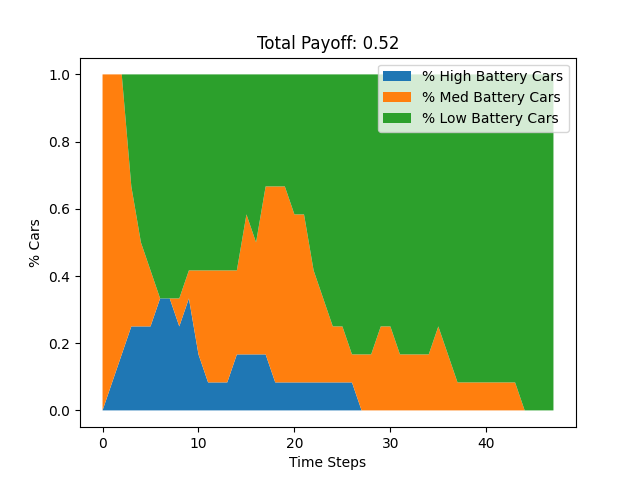 Total Payoff: 0.52
% High Battery Cars
% Med Battery Cars
% Low Battery Cars
1.0
0.8
0.6
0.4
0.2
0.0
% Cars
0 10 20 30 40
Time Steps